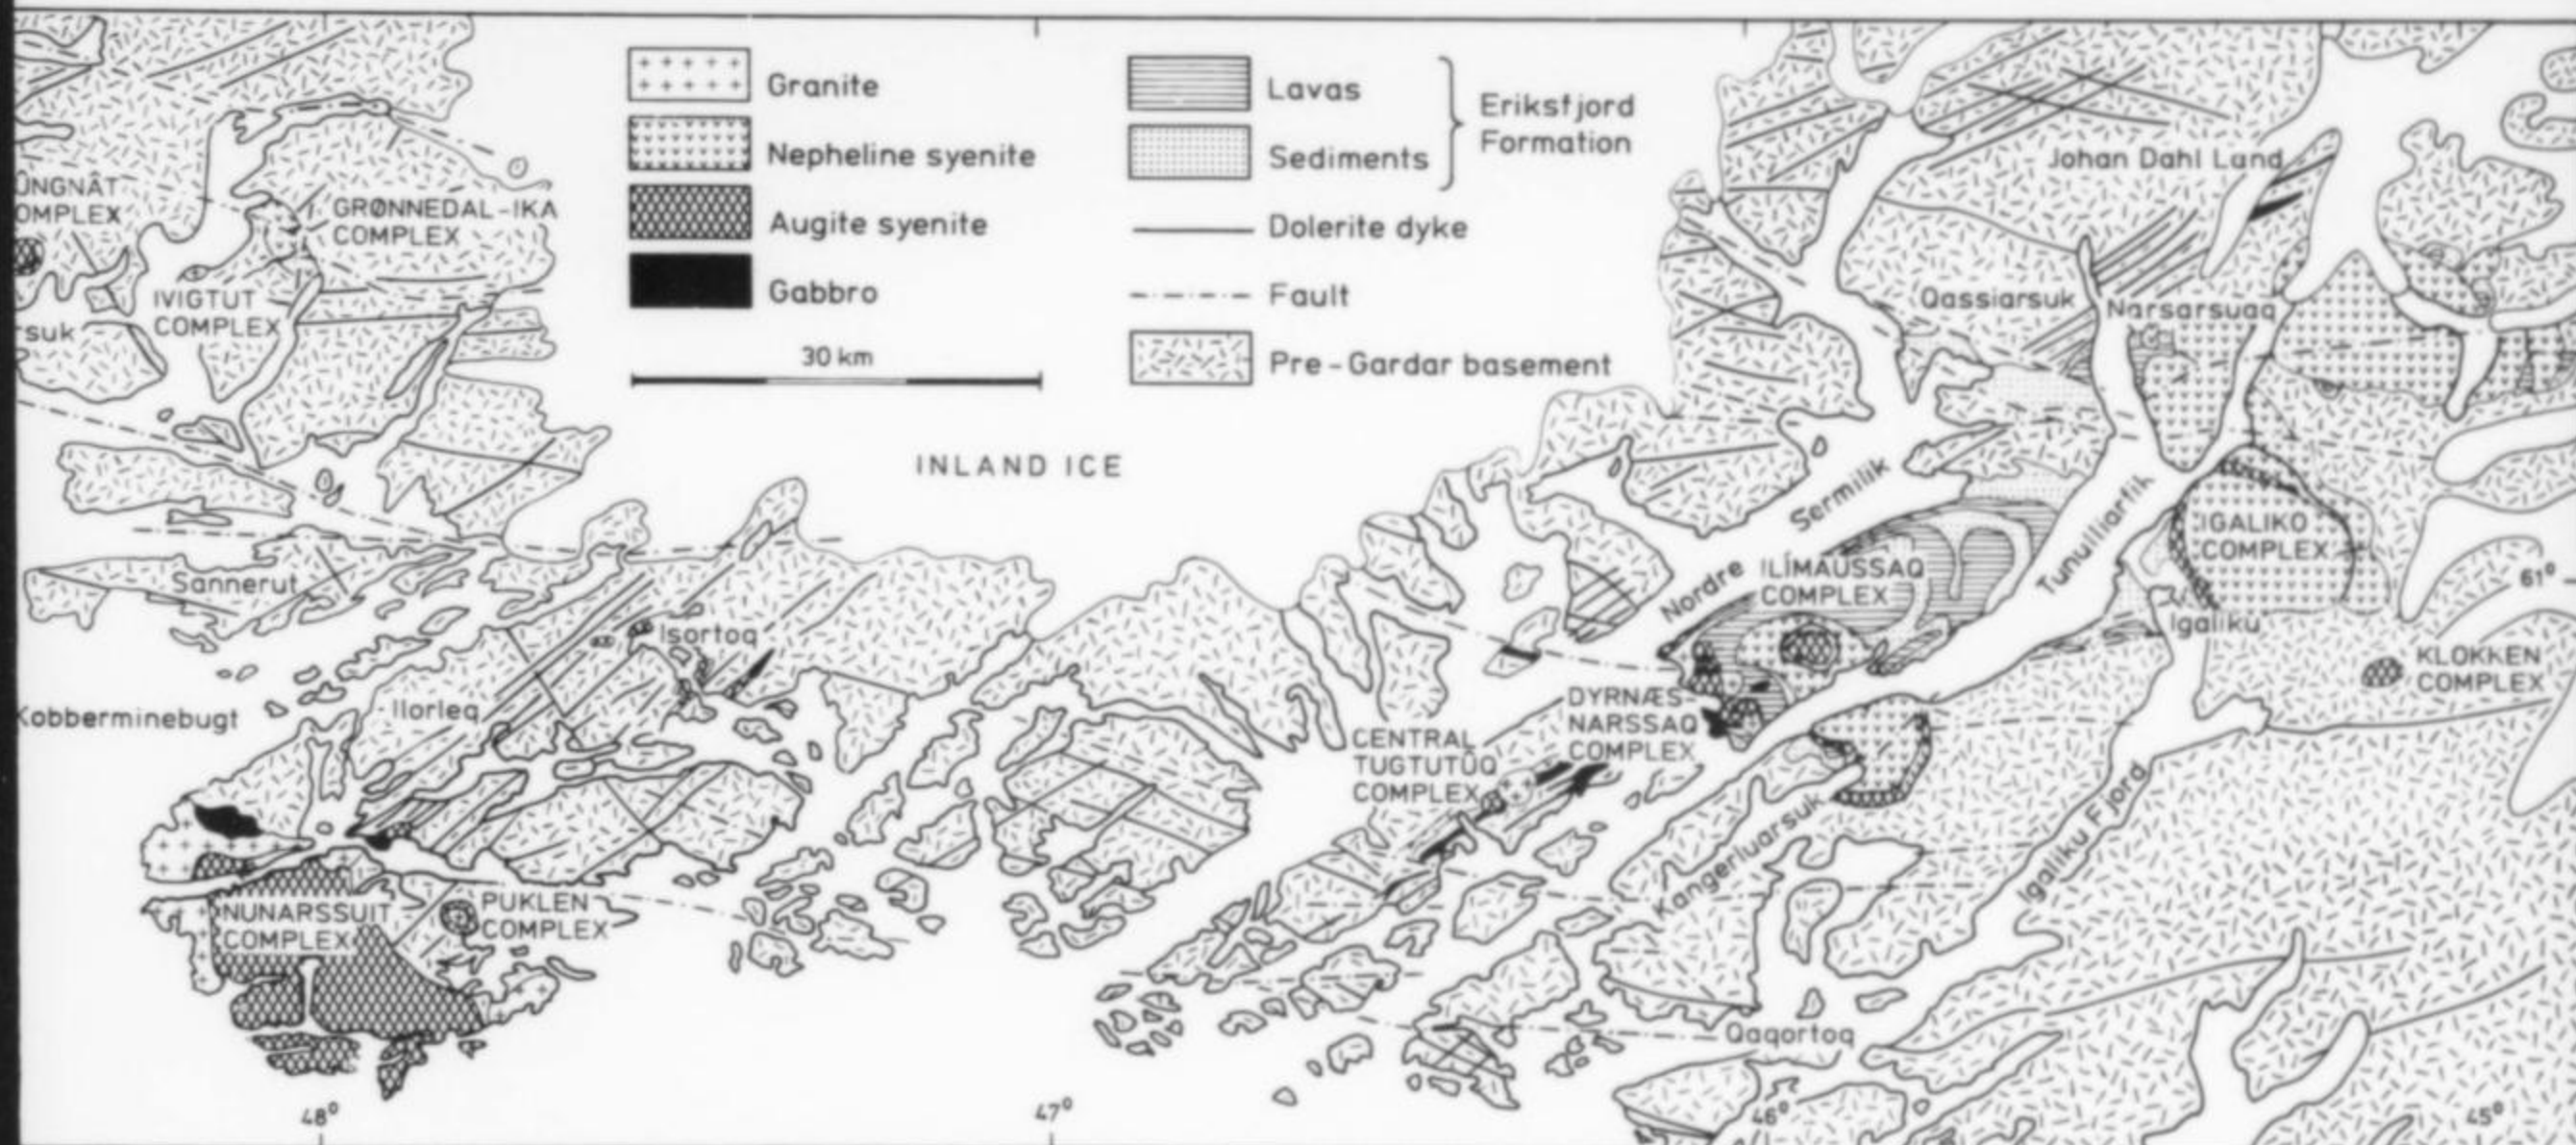 Granite
Nepheline syenite
Augite syenite
Gabbro
30 km
Lavas
Sediments
Eriksfjord
Formation
Dolerite dyke
Fault
Pre-Gardar basement
ÛNGNÂT
OMPLEX
GRØNNEDAL-IKA
COMPLEX
IVIGTUT
COMPLEX
rsuk
INLAND ICE
Johan Dahl Land
Qassiarsuk
Narsarsuaq
Sannerut
Isortoq
Ilorleq
Kobberminebugt
Nordre Sermilik
ILÍMAUSSAQ
COMPLEX
Tunulliarfik
IGALIKO
COMPLEX
Igaliku
61°
KLOKKEN
COMPLEX
DYRNÆS
NARSSAQ
COMPLEX
CENTRAL
TUGTUTÔQ
COMPLEX
Kangerluarsuk
Igaliku Fjord
NUNARSSUIT
COMPLEX
PUKLEN
COMPLEX
Qaqortoq
48°
47°
46°
45°